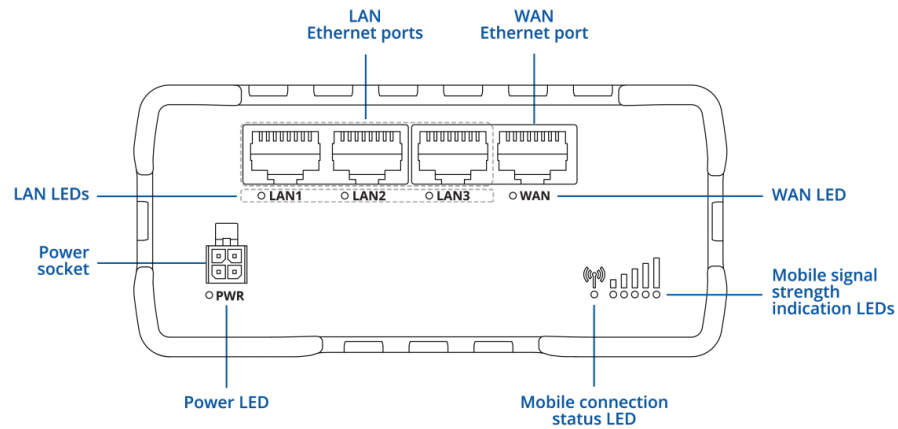 LAN
Ethernet ports
WAN
Ethernet port
LAN LEDs
LAN1
LAN2
LAN3
WAN
WAN LED
Power
socket
PWR
Mobile signal
strength
indication LEDs
Power LED
Mobile connection
status LED